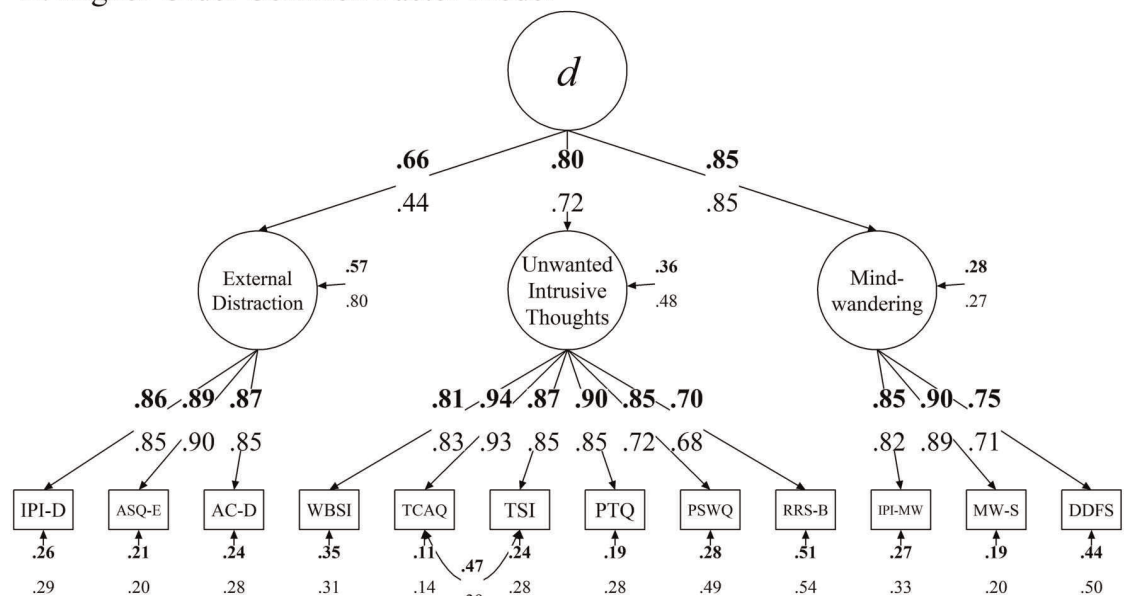 d
.66 .80 .85
.44 .72 .85
External
Distraction
.57
.80
Unwanted
Intrusive
Thoughts
.36
.48
Mind-
wandering
.28
.27
.86 .89 .87 .81 .94 .87 .90 .85 .70 .85 .90 .75
.85 .90 .85 .83 .93 .85 .85 .72 .68 .82 .89 .71
IPI-D ASQ-E AC-D WBSI TCAQ TSI PTQ PSWQ RRS-B IPI-MW MW-S DDFS
.26 .21 .24 .35 .11 .47 .24 .19 .28 .51 .27 .19 .44
.29 .20 .28 .31 .14 .28 .28 .49 .54 .33 .20 .50